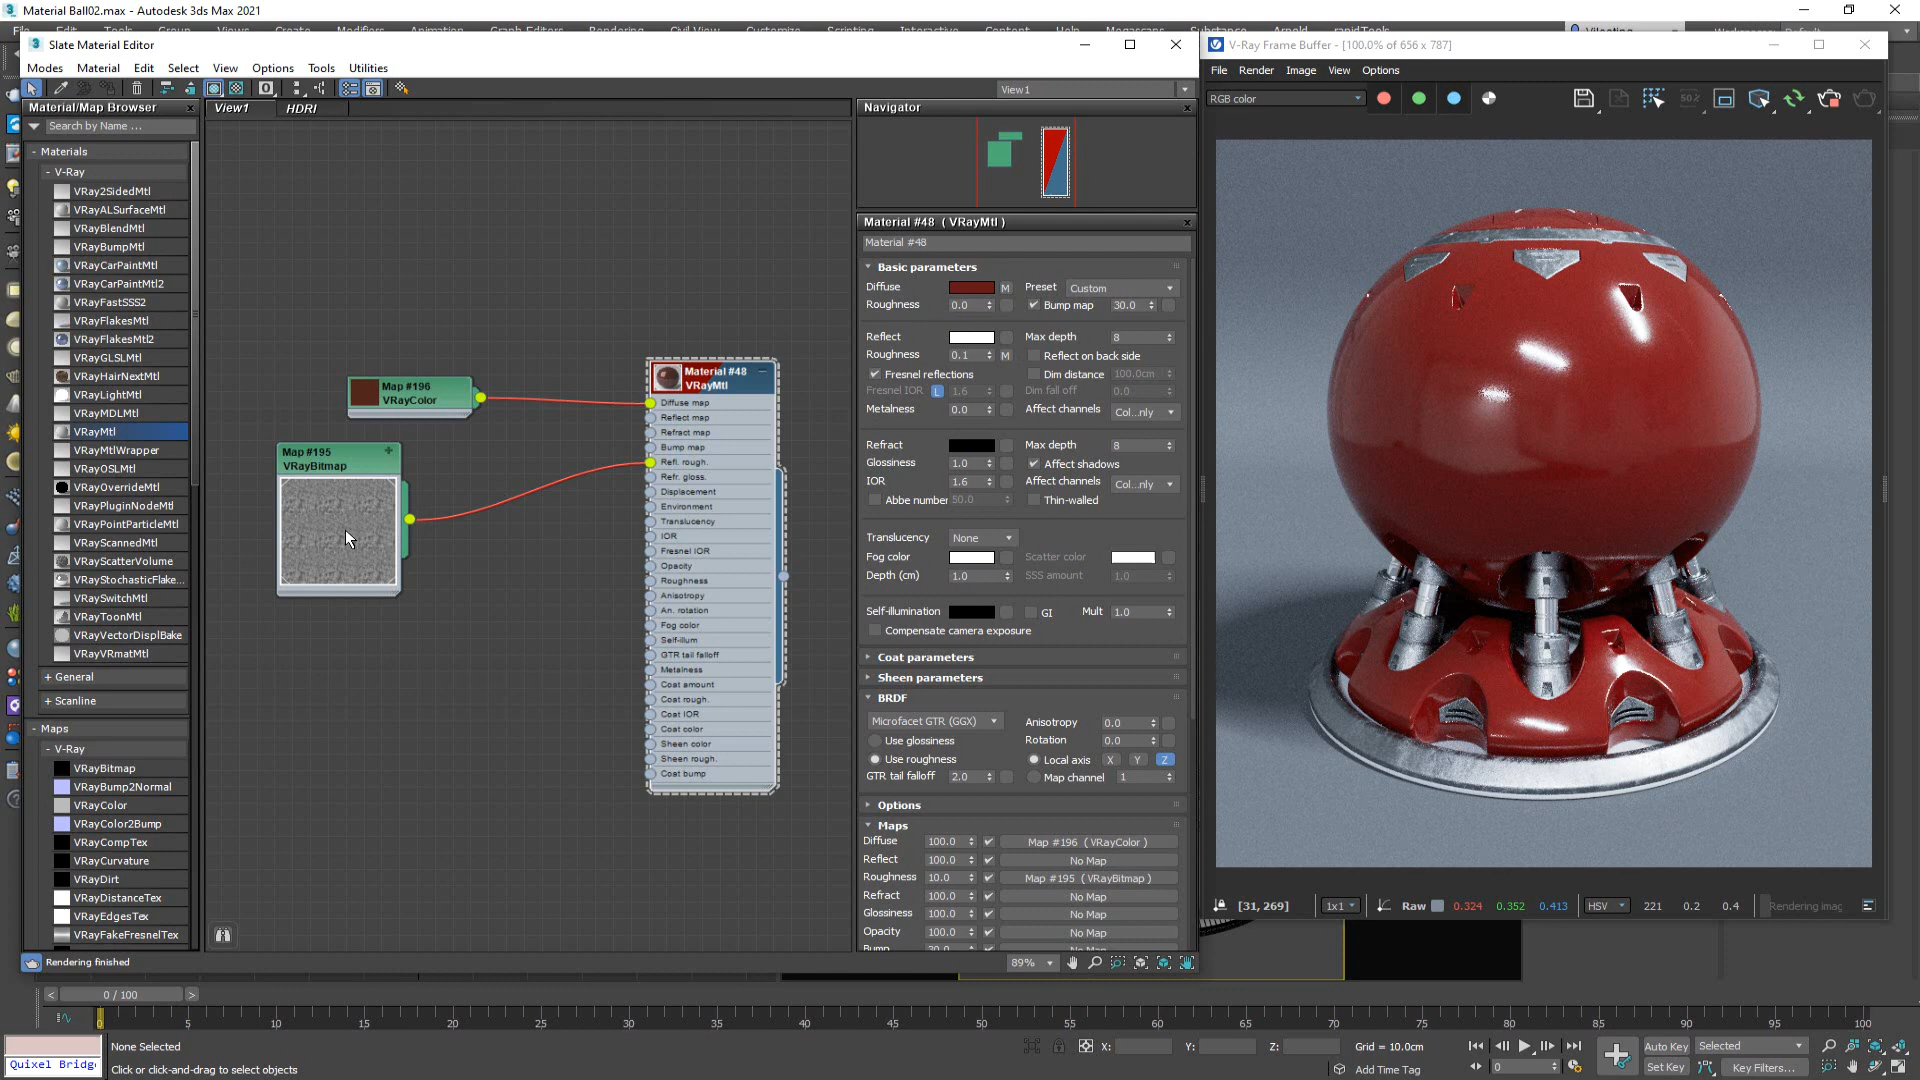 Material Ball02.max - Autodesk 3ds Max 2021
Slate Material Editor
Modes Material Edit Select View Options Tools Utilities
View1
Material/Map Browser
Search by Name ...
- Materials
- V-Ray
VRay2SidedMtl
VRayALSurfaceMtl
VRayBlendMtl
VRayBumpMtl
VRayCarPaintMtl
VRayCarPaintMtl2
VRayFastSSS2
VRayFlakesMtl
VRayFlakesMtl2
VRayGLSLMtl
VRayHairNextMtl
VRayLightMtl
VRayMDLMtl
VRayMtl
VRayMtlWrapper
VRayOSLMtl
VRayOverrideMtl
VRayPluginNodeMtl
VRayPointParticleMtl
VRayScannedMtl
VRayScatterVolume
VRayStochasticFlake...
VRaySwitchMtl
VRayToonMtl
VRayVectorDisplBake
VRayVRmatMtl
+ General
+ Scanline
- Maps
- V-Ray
VRayBitmap
VRayBump2Normal
VRayColor
VRayColor2Bump
VRayCompTex
VRayCurvature
VRayDirt
VRayDistanceTex
VRayEdgesTex
VRayFakeFresnelTex
View1 HDRI
Map #196
VRayColor
Map #195
VRayBitmap
Material #48
VRayMtl
Diffuse map
Reflect map
Refract map
Bump map
Refl. rough.
Refr. gloss.
Displacement
Environment
Translucency
IOR
Fresnel IOR
Opacity
Roughness
Anisotropy
An. rotation
Fog color
Self-illum
GTR tail falloff
Metalness
Coat amount
Coat rough.
Coat IOR
Coat color
Sheen color
Sheen rough.
Coat bump
Navigator
Material #48 ( VRayMtl )
Material #48
Basic parameters
Diffuse M Preset Custom
Roughness 0.0 Bump map 30.0
Reflect Max depth 8
Roughness 0.1 M Reflect on back side
Fresnel reflections Dim distance 100.0cm
Fresnel IOR L 1.6 Dim fall off 0.0
Metalness 0.0 Affect channels Col...nly
Refract Max depth 8
Glossiness 1.0 Affect shadows
IOR 1.6 Affect channels Col...nly
Abbe number 50.0 Thin-walled
Translucency None
Fog color Scatter color
Depth (cm) 1.0 SSS amount 1.0
Self-illumination GI Mult 1.0
Compensate camera exposure
Coat parameters
Sheen parameters
BRDF
Microfacet GTR (GGX) Anisotropy 0.0
Use glossiness Rotation 0.0
Use roughness Local axis X Y Z
GTR tail falloff 2.0 Map channel 1
Options
Maps
Diffuse 100.0 Map #196 ( VRayColor )
Reflect 100.0 No Map
Roughness 10.0 Map #195 ( VRayBitmap )
Refract 100.0 No Map
Glossiness 100.0 No Map
Opacity 100.0 No Map
Bump 30.0 No Map
Rendering finished
89%
V-Ray Frame Buffer - [100.0% of 656 x 787]
File Render Image View Options
RGB color
[31, 269] 1x1 Raw 0.324 0.352 0.413 HSV 221 0.2 0.4 Rendering imag
< 0 / 100 >
0 5 10 15 20 25 30 35 40 45 50 55 60 65 70 75 80 85 90 95 100
None Selected
Quixel Bridg
Click or click-and-drag to select objects
X: Y: Z: Grid = 10.0cm
Add Time Tag
0
Auto Key Selected
Set Key Key Filters...